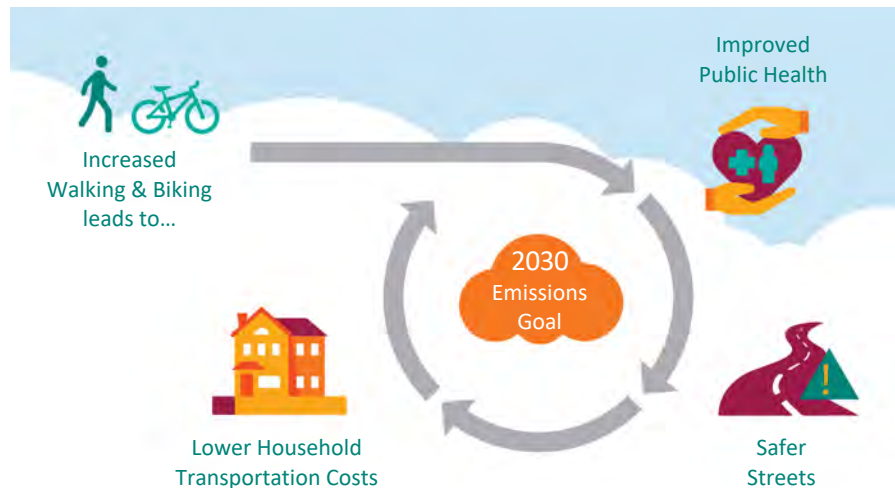 Increased
Walking & Biking
leads to...
Improved
Public Health
2030
Emissions
Goal
Lower Household
Transportation Costs
!
Safer
Streets